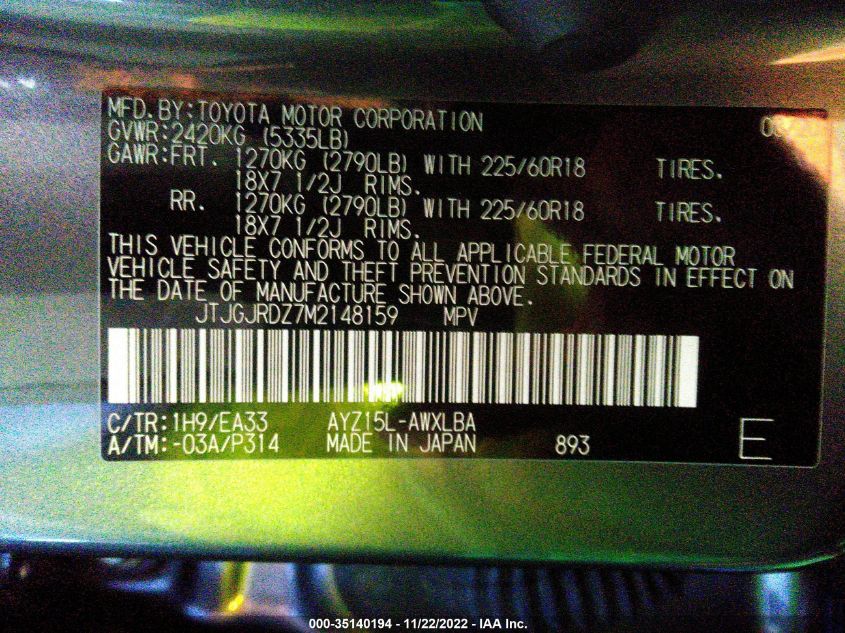 MFD.BY:TOYOTA MOTOR CORPORATION
GVWR:2420KG (5335LB)
GAWR:FRT. 1270KG (2790LB) WITH 225/60R18 TIRES.
18X7 1/2J RIMS.
RR. 1270KG (2790LB) WITH 225/60R18 TIRES.
18X7 1/2J RIMS.
THIS VEHICLE CONFORMS TO ALL APPLICABLE FEDERAL MOTOR
VEHICLE SAFETY AND THEFT PREVENTION STANDARDS IN EFFECT ON
THE DATE OF MANUFACTURE SHOWN ABOVE.
JTJGJRDZ7M2148159 MPV
C/TR:1H9/EA33 AYZ15L-AWXLBA
A/TM:-03A/P314 MADE IN JAPAN 893 E
000-35140194 - 11/22/2022 - IAA Inc.